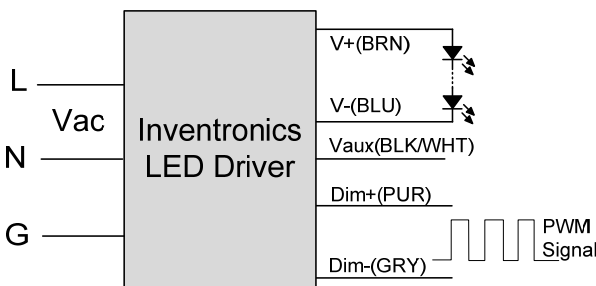 V+(BRN)
L
Vac
V-(BLU)
Inventronics
LED Driver
Vaux(BLK/WHT)
N
Dim+(PUR)
G
PWM
Signal
Dim-(GRY)